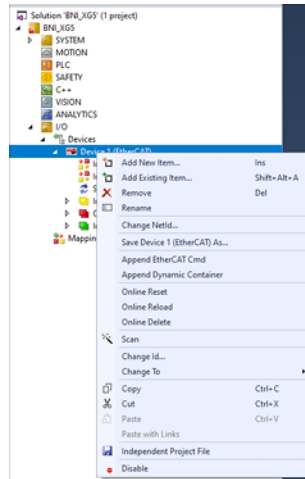 Solution 'BNI_XG5' (1 project)
BNI_XG5
SYSTEM
MOTION
PLC
SAFETY
C++
VISION
ANALYTICS
I/O
Devices
Device 1 (EtherCAT)
Mappin
Add New Item... Ins
Add Existing Item... Shift+Alt+A
Remove Del
Rename
Change NetId...
Save Device 1 (EtherCAT) As...
Append EtherCAT Cmd
Append Dynamic Container
Online Reset
Online Reload
Online Delete
Scan
Change Id...
Change To
Copy Ctrl+C
Cut Ctrl+X
Paste Ctrl+V
Paste with Links
Independent Project File
Disable